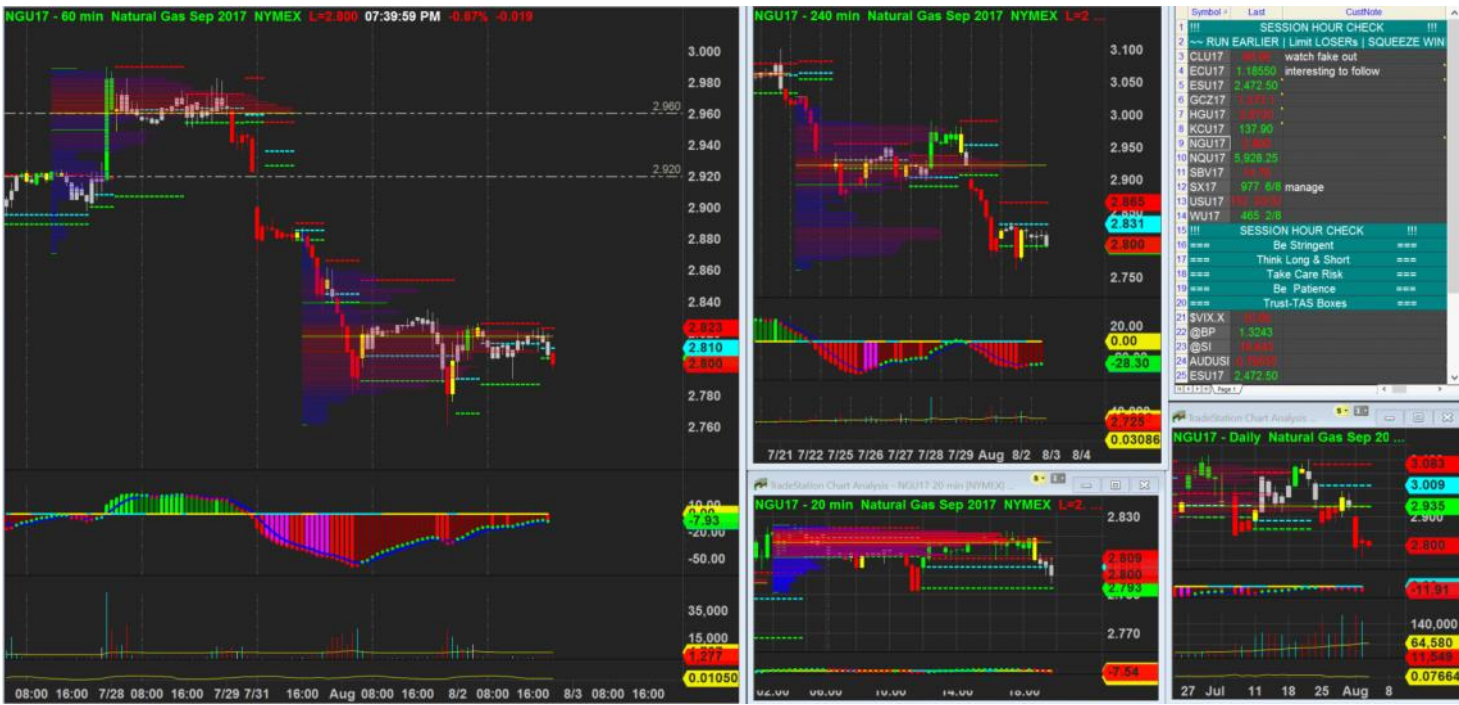 NGU17 - 60 min Natural Gas Sep 2017 NYMEX L=2.800 07:39:59 PM -0.67% -0.019
3.000
2.980
2.960
2.960
2.940
2.920
2.920
2.900
2.880
2.860
2.840
2.823
2.810
2.800
2.780
2.760
-7.93
-20.00
-50.00
35,000
15,000
1,277
0.01050
08:00 16:00 7/28 08:00 16:00 7/29 7/31 16:00 Aug 08:00 16:00 8/2 08:00 16:00 8/3 08:00 16:00
NGU17 - 240 min Natural Gas Sep 2017 NYMEX L=2 ...
3.100
3.050
3.000
2.950
2.900
2.865
2.831
2.800
2.750
20.00
0.00
-28.30
2.725
0.03086
7/21 7/22 7/25 7/26 7/27 7/28 7/29 Aug 8/2 8/3 8/4
TradeStation Chart Analysis - NGU17 20 min [NYMEX] ...
NGU17 - 20 min Natural Gas Sep 2017 NYMEX L=2. ...
2.830
2.809
2.800
2.793
2.770
-7.54
02:00 06:00 10:00 14:00 18:00
Symbol Last CustNote
1 !!! SESSION HOUR CHECK !!!
2 ~~ RUN EARLIER | Limit LOSERs | SQUEEZE WIN
3 CLU17 watch fake out
4 ECU17 1.18550 interesting to follow
5 ESU17 2,472.50
6 GCZ17
7 HGU17
8 KCU17 137.90
9 NGU17
10 NQU17 5,928.25
11 SBV17
12 SX17 977 6/8 manage
13 USU17
14 WU17 465 2/8
15 !!! SESSION HOUR CHECK !!!
16 === Be Stringent ===
17 === Think Long & Short ===
18 === Take Care Risk ===
19 === Be Patience ===
20 === Trust-TAS Boxes ===
21 $VIX.X
22 @BP 1.3243
23 @SI
24 AUDUSI
25 ESU17 2,472.50
Page 1
TradeStation Chart Analysis ...
NGU17 - Daily Natural Gas Sep 20 ...
3.083
3.009
2.935
2.900
2.800
-11.91
140,000
64,580
11,549
0.07664
27 Jul 11 18 25 Aug 8